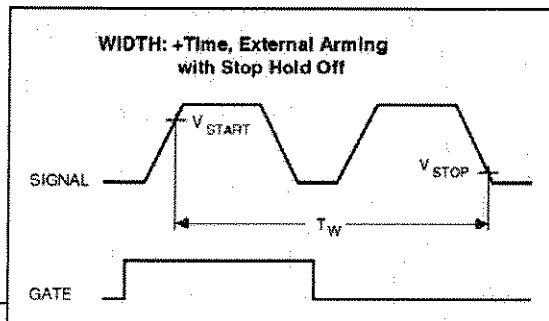 WIDTH: +Time, External Arming
with Stop Hold Off
V START
SIGNAL
V STOP
T W
GATE